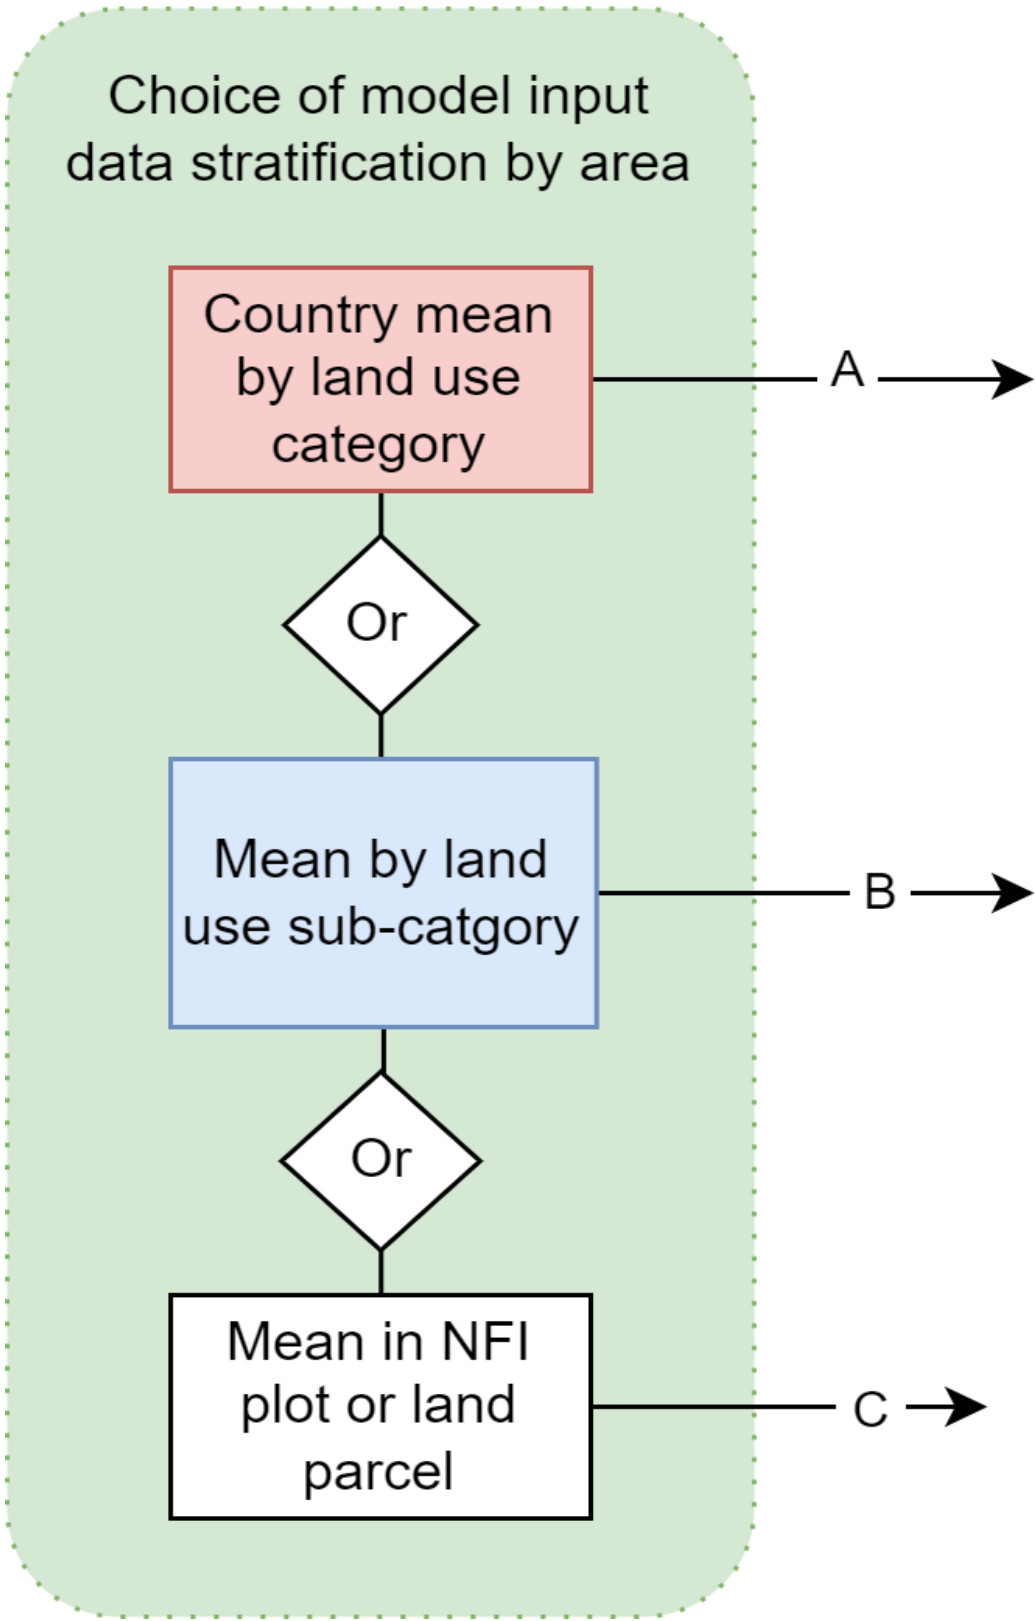 Choice of model input
data stratification by area
Country mean
by land use
category
A
Or
Mean by land
use sub-catgory
B
Or
Mean in NFI
plot or land
parcel
C